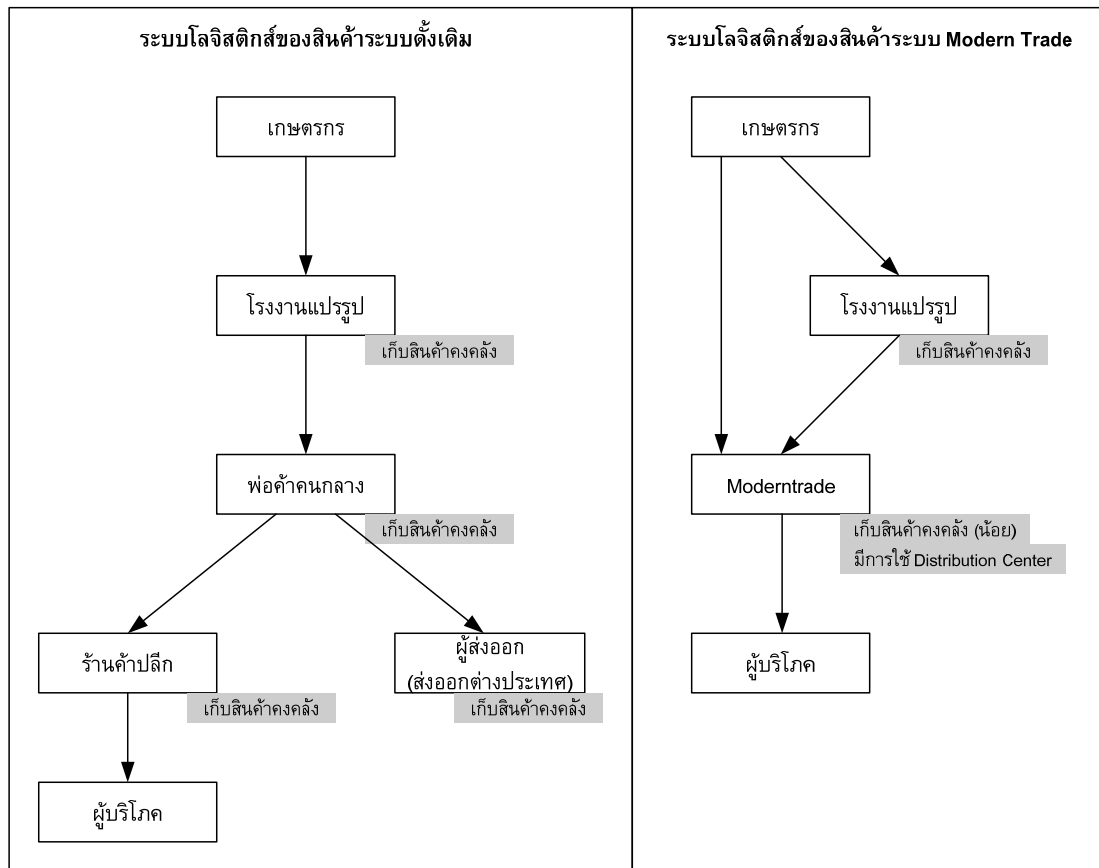 ระบบโลจิสติกส์ของสินค้าระบบดั้งเดิม
เกษตรกร
โรงงานแปรรูป
เก็บสินค้าคงคลัง
พ่อค้าคนกลาง
เก็บสินค้าคงคลัง
ร้านค้าปลีก
เก็บสินค้าคงคลัง
ผู้ส่งออก
(ส่งออกต่างประเทศ)
เก็บสินค้าคงคลัง
ผู้บริโภค
ระบบโลจิสติกส์ของสินค้าระบบ Modern Trade
เกษตรกร
โรงงานแปรรูป
เก็บสินค้าคงคลัง
Moderntrade
เก็บสินค้าคงคลัง (น้อย)
มีการใช้ Distribution Center
ผู้บริโภค